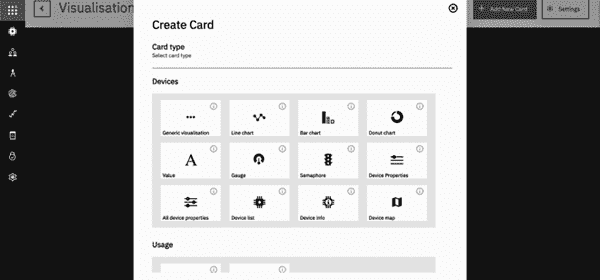 Visualisation
Add New Card
Settings
Create Card
Card type
Select card type
Devices
Generic visualisation
Line chart
Bar chart
Donut chart
A
Value
Gauge
Semaphore
Device Properties
All device properties
Device list
Device info
Device map
Usage